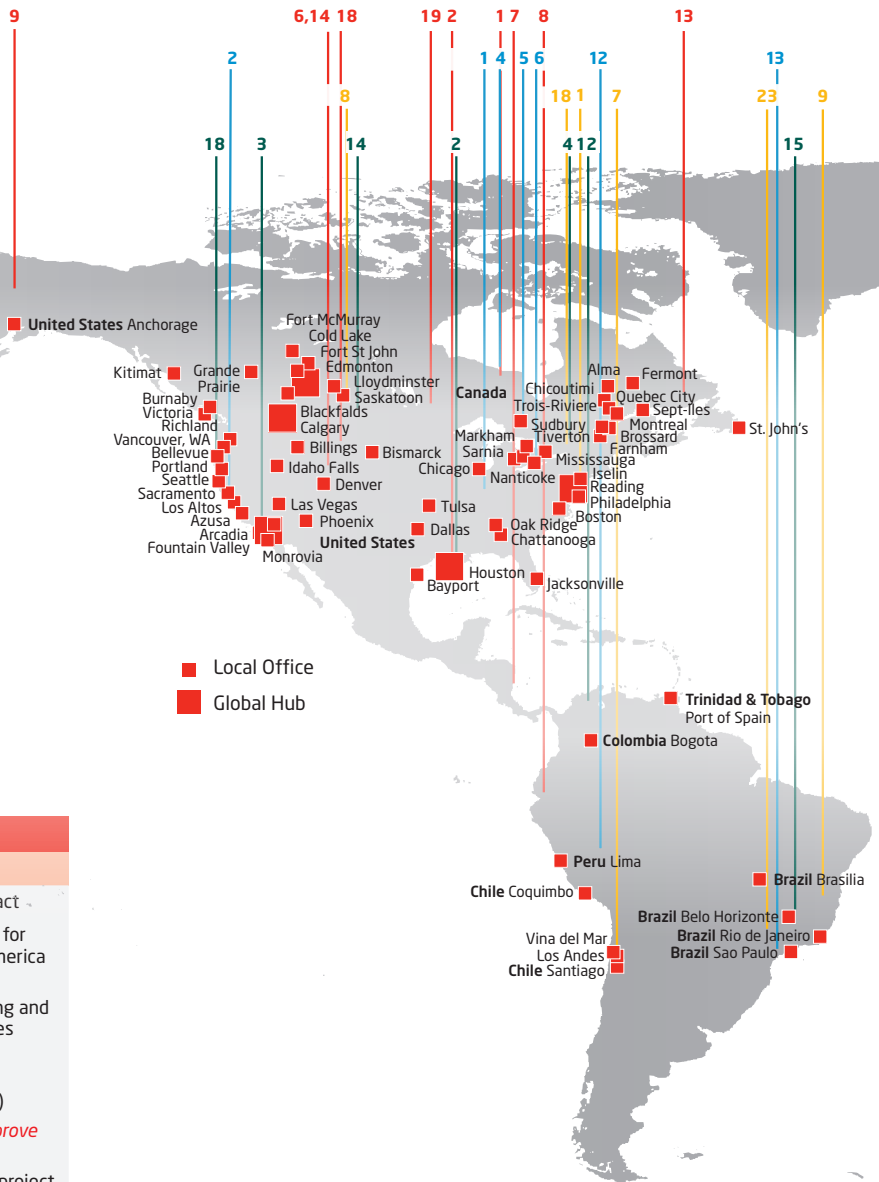 9
6,14 18
19 2
1 7
8
13
2
1 4
5 6
12
13
8
18 1
7
23
9
18
3
14
2
4 12
15
United States Anchorage
Fort McMurray
Cold Lake
Fort St John
Edmonton
Kitimat
Grande
Prairie
Lloydminster
Saskatoon
Burnaby
Victoria
Richland
Vancouver, WA
Bellevue
Portland
Seattle
Sacramento
Los Altos
Azusa
Arcadia
Fountain Valley
Monrovia
Blackfalds
Calgary
Billings
Idaho Falls
Bismarck
Denver
Las Vegas
Phoenix
United States
Tulsa
Dallas
Houston
Bayport
Canada
Alma
Fermont
Chicoutimi
Quebec City
Trois-Riviere
Sept-Iles
Sudbury
Montreal
St. John's
Markham
Tiverton
Brossard
Sarnia
Farnham
Chicago
Mississauga
Nanticoke
Iselin
Reading
Philadelphia
Boston
Oak Ridge
Chattanooga
Jacksonville
Local Office
Global Hub
Trinidad & Tobago
Port of Spain
Colombia Bogota
Peru Lima
Chile Coquimbo
Brazil Brasilia
Brazil Belo Horizonte
Brazil Rio de Janeiro
Brazil Sao Paulo
Vina del Mar
Los Andes
Chile Santiago
act
for
merica
ng and
es
)
prove
project